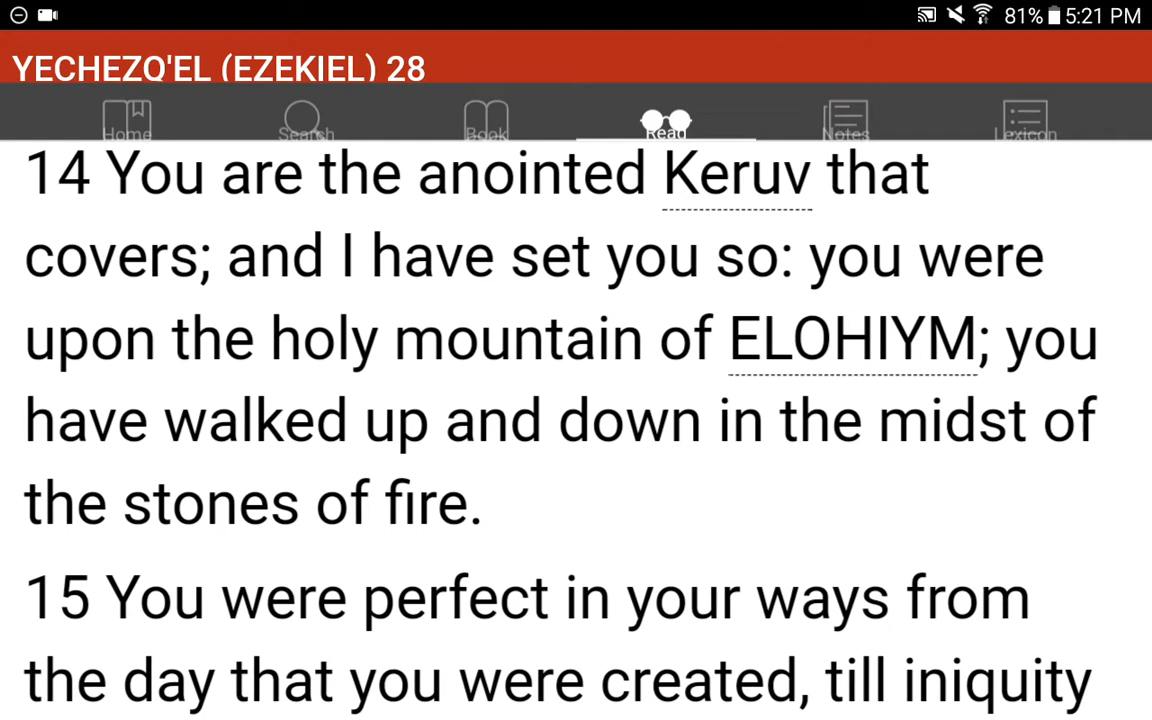 81% 5:21 PM
YECHEZQ'EL (EZEKIEL) 28
Home Search Book Read Notes Lexicon
14 You are the anointed Keruv that
covers; and I have set you so: you were
upon the holy mountain of ELOHIYM; you
have walked up and down in the midst of
the stones of fire.
15 You were perfect in your ways from
the day that you were created, till iniquity